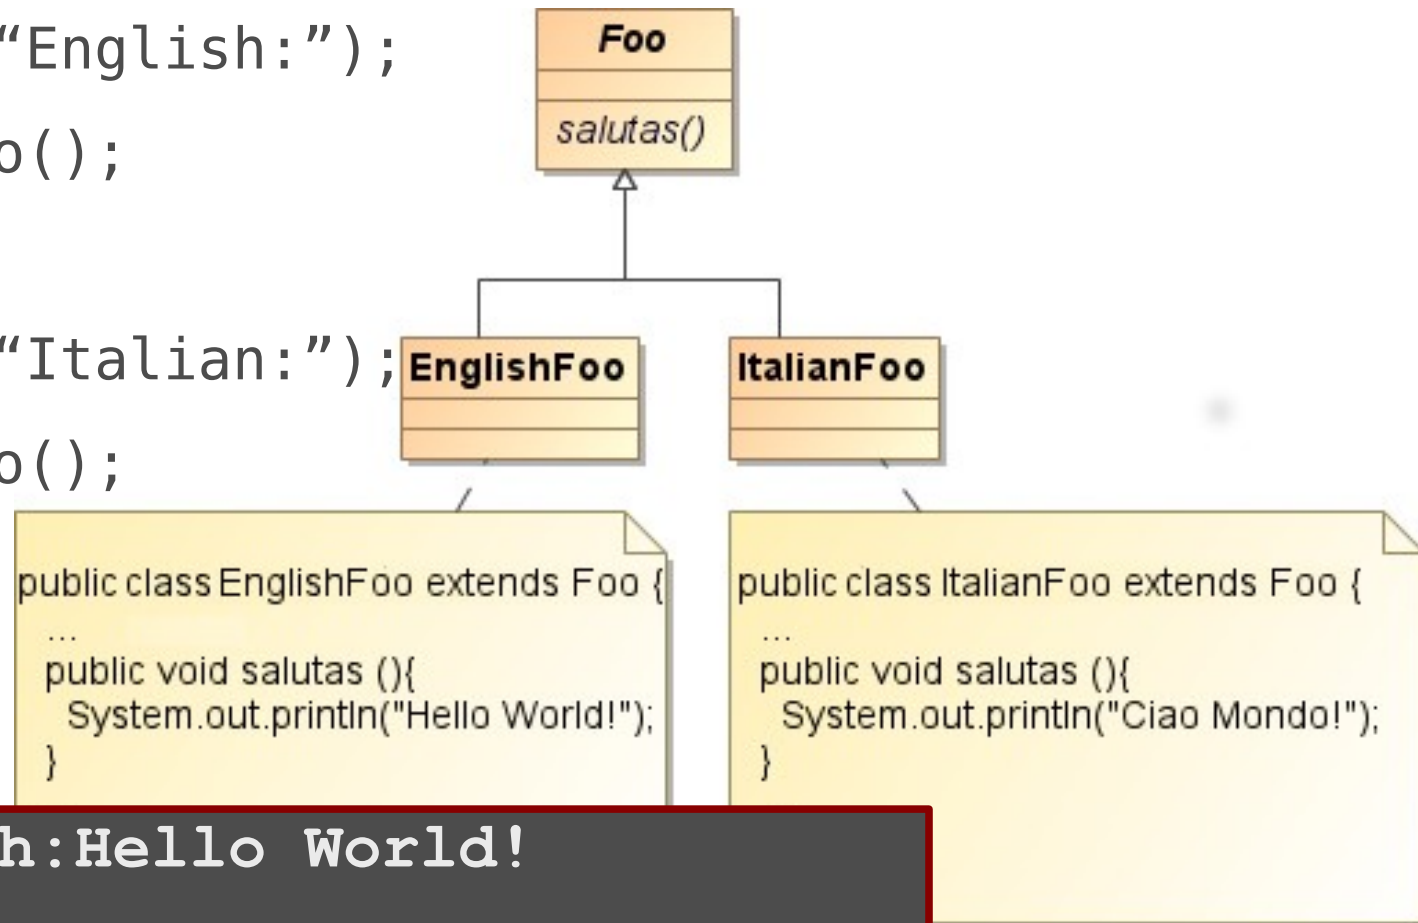 “English:”);
Foo
salutas()
o();
“Italian:”);
EnglishFoo
ItalianFoo
o();
public class EnglishFoo extends Foo {
...
public void salutas (){
System.out.println("Hello World!");
}
public class ItalianFoo extends Foo {
...
public void salutas (){
System.out.println("Ciao Mondo!");
}
h:Hello World!